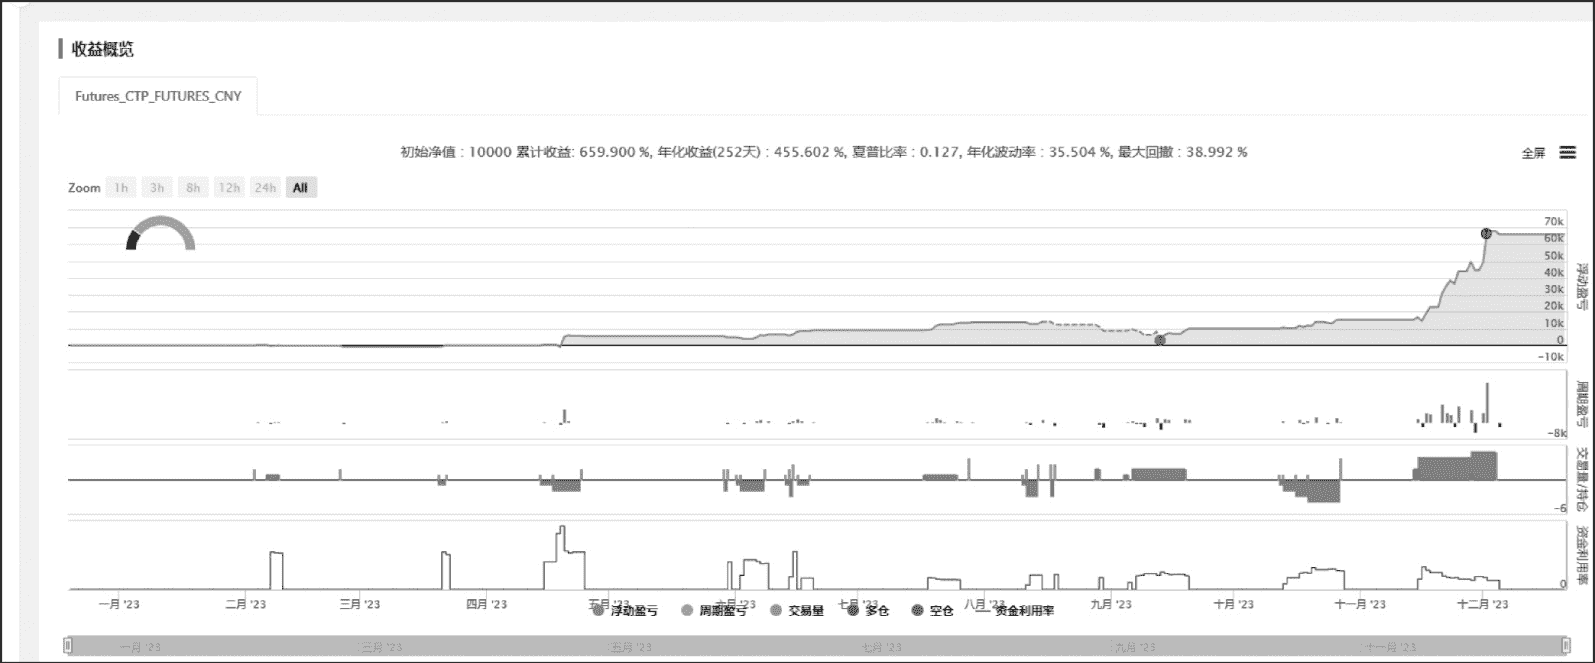 收益概览
Futures_CTP_FUTURES_CNY
初始净值 : 10000 累计收益: 659.900 %, 年化收益(252天) : 455.602 %, 夏普比率 : 0.127, 年化波动率 : 35.504 %, 最大回撤 : 38.992 %
全屏
Zoom 1h 3h 8h 12h 24h All
70k
60k
50k
40k
30k
20k
10k
0
-10k
浮动盈亏
周期盈亏
-8k
交易量/持仓
-6
资金利用率
0
一月 '23 二月 '23 三月 '23 四月 '23 五月 '23 六月 '23 七月 '23 八月 '23 九月 '23 十月 '23 十一月 '23 十二月 '23
浮动盈亏 周期盈亏 交易量 多仓 空仓 资金利用率
一月 '23 三月 '23 五月 '23 七月 '23 九月 '23 十一月 '23